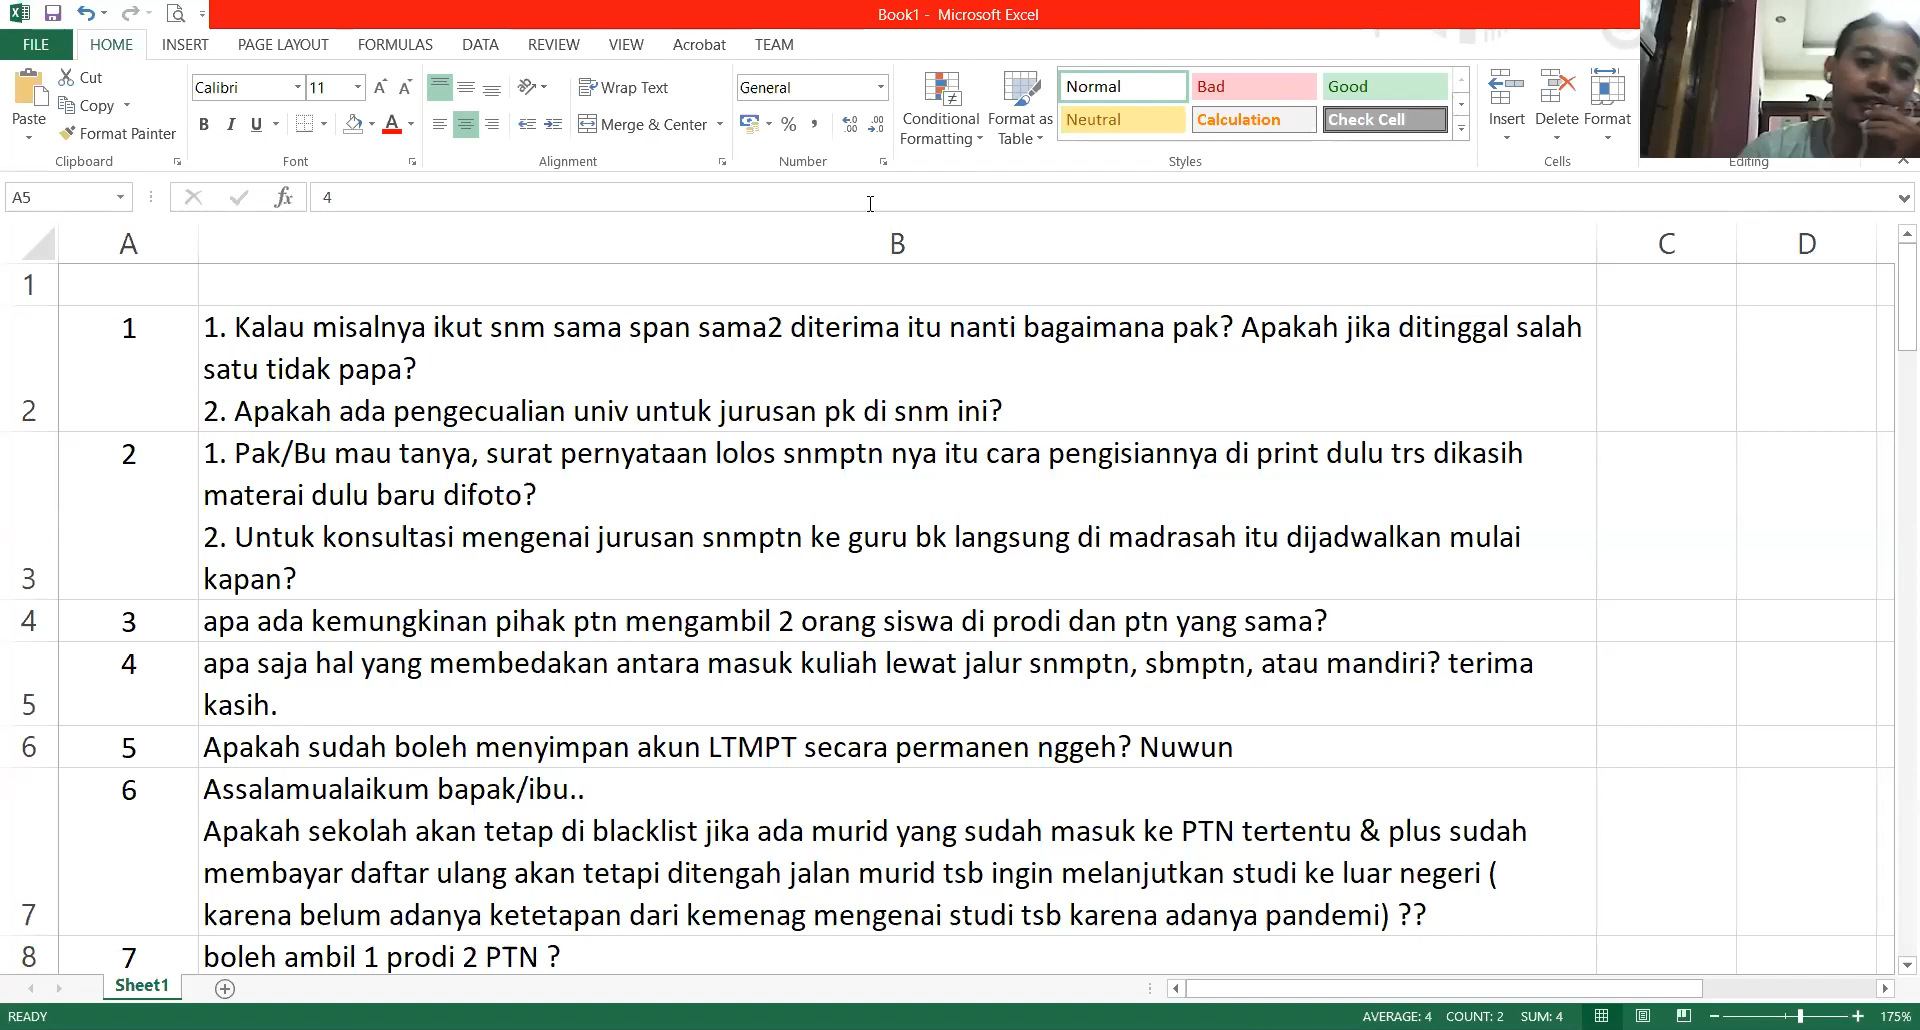 Book1 - Microsoft Excel
FILE HOME INSERT PAGE LAYOUT FORMULAS DATA REVIEW VIEW Acrobat TEAM
Paste
Cut
Copy
Format Painter
Clipboard
Calibri 11 A A
B I U A
Font
Wrap Text
Merge & Center
Alignment
General
% , .00 .0
Number
Conditional Formatting
Format as Table
Normal Bad Good
Neutral Calculation Check Cell
Styles
Insert Delete Format
Cells
Editing
A5 fx 4
A B C D
1
2 1 1. Kalau misalnya ikut snm sama span sama2 diterima itu nanti bagaimana pak? Apakah jika ditinggal salah
satu tidak papa?
2. Apakah ada pengecualian univ untuk jurusan pk di snm ini?
3 2 1. Pak/Bu mau tanya, surat pernyataan lolos snmptn nya itu cara pengisiannya di print dulu trs dikasih
materai dulu baru difoto?
2. Untuk konsultasi mengenai jurusan snmptn ke guru bk langsung di madrasah itu dijadwalkan mulai
kapan?
4 3 apa ada kemungkinan pihak ptn mengambil 2 orang siswa di prodi dan ptn yang sama?
5 4 apa saja hal yang membedakan antara masuk kuliah lewat jalur snmptn, sbmptn, atau mandiri? terima
kasih.
6 5 Apakah sudah boleh menyimpan akun LTMPT secara permanen nggeh? Nuwun
7 6 Assalamualaikum bapak/ibu..
Apakah sekolah akan tetap di blacklist jika ada murid yang sudah masuk ke PTN tertentu & plus sudah
membayar daftar ulang akan tetapi ditengah jalan murid tsb ingin melanjutkan studi ke luar negeri (
karena belum adanya ketetapan dari kemenag mengenai studi tsb karena adanya pandemi) ??
8 7 boleh ambil 1 prodi 2 PTN ?
Sheet1
READY AVERAGE: 4 COUNT: 2 SUM: 4 175%